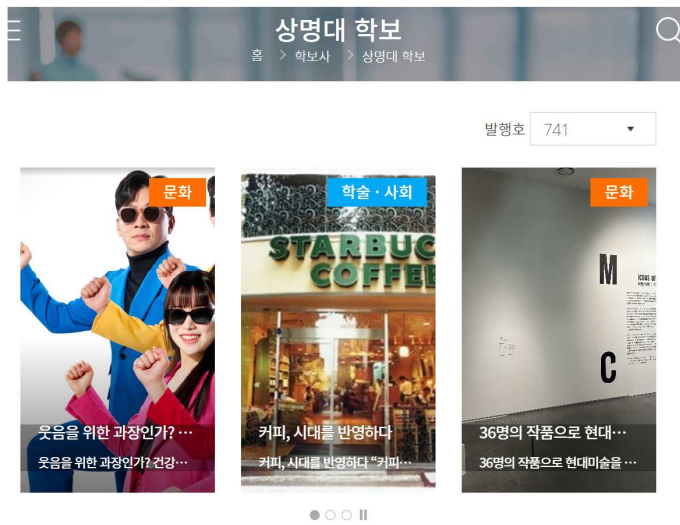 상명대 학보
홈 > 학보사 > 상명대 학보
발행호 741
문화
웃음을 위한 과장인가? ···
웃음을 위한 과장인가? 건강···
학술 · 사회
STARBUC
COFFEE
커피, 시대를 반영하다
커피, 시대를 반영하다 “커피···
문화
M
ICONS OF
C
36명의 작품으로 현대···
36명의 작품으로 현대미술을 ···